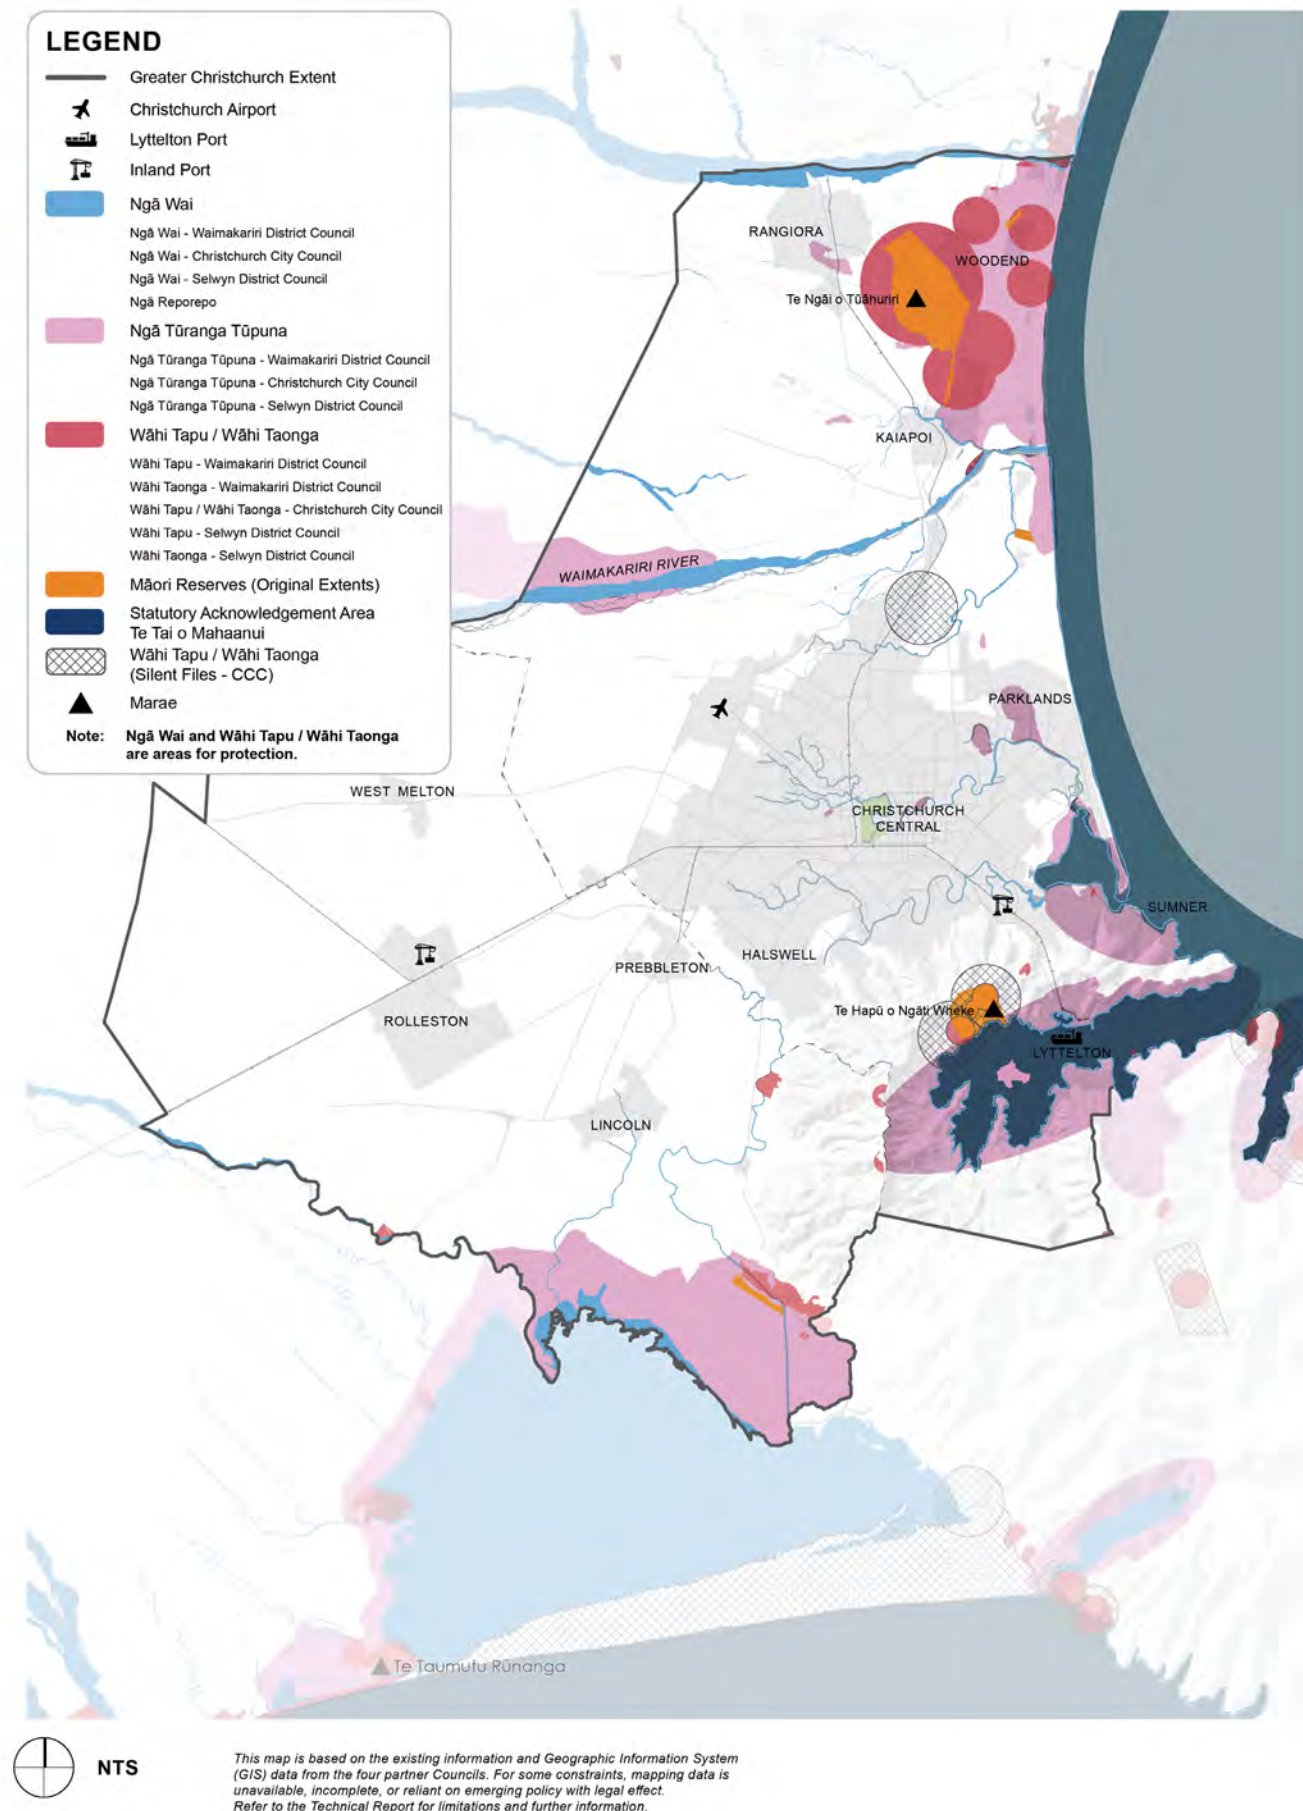 LEGEND
Greater Christchurch Extent
Christchurch Airport
Lyttelton Port
Inland Port
Ngā Wai
Ngā Wai - Waimakariri District Council
Ngā Wai - Christchurch City Council
Ngā Wai - Selwyn District Council
Ngā Reporepo
Ngā Tūranga Tūpuna
Ngā Tūranga Tūpuna - Waimakariri District Council
Ngā Tūranga Tūpuna - Christchurch City Council
Ngā Tūranga Tūpuna - Selwyn District Council
Wāhi Tapu / Wāhi Taonga
Wāhi Tapu - Waimakariri District Council
Wāhi Taonga - Waimakariri District Council
Wāhi Tapu / Wāhi Taonga - Christchurch City Council
Wāhi Tapu - Selwyn District Council
Wāhi Taonga - Selwyn District Council
Māori Reserves (Original Extents)
Statutory Acknowledgement Area
Te Tai o Mahaanui
Wāhi Tapu / Wāhi Taonga
(Silent Files - CCC)
Marae
Note: Ngā Wai and Wāhi Tapu / Wāhi Taonga
are areas for protection.
RANGIORA
WOODEND
Te Ngāi o Tūāhuriri
KAIAPOI
WAIMAKARIRI RIVER
PARKLANDS
WEST MELTON
CHRISTCHURCH
CENTRAL
SUMNER
HALSWELL
PREBBLETON
Te Hapū o Ngāti Wheke
ROLLESTON
LYTTELTON
LINCOLN
Te Taumutu Rūnanga
NTS
This map is based on the existing information and Geographic Information System
(GIS) data from the four partner Councils. For some constraints, mapping data is
unavailable, incomplete, or reliant on emerging policy with legal effect.
Refer to the Technical Report for limitations and further information.